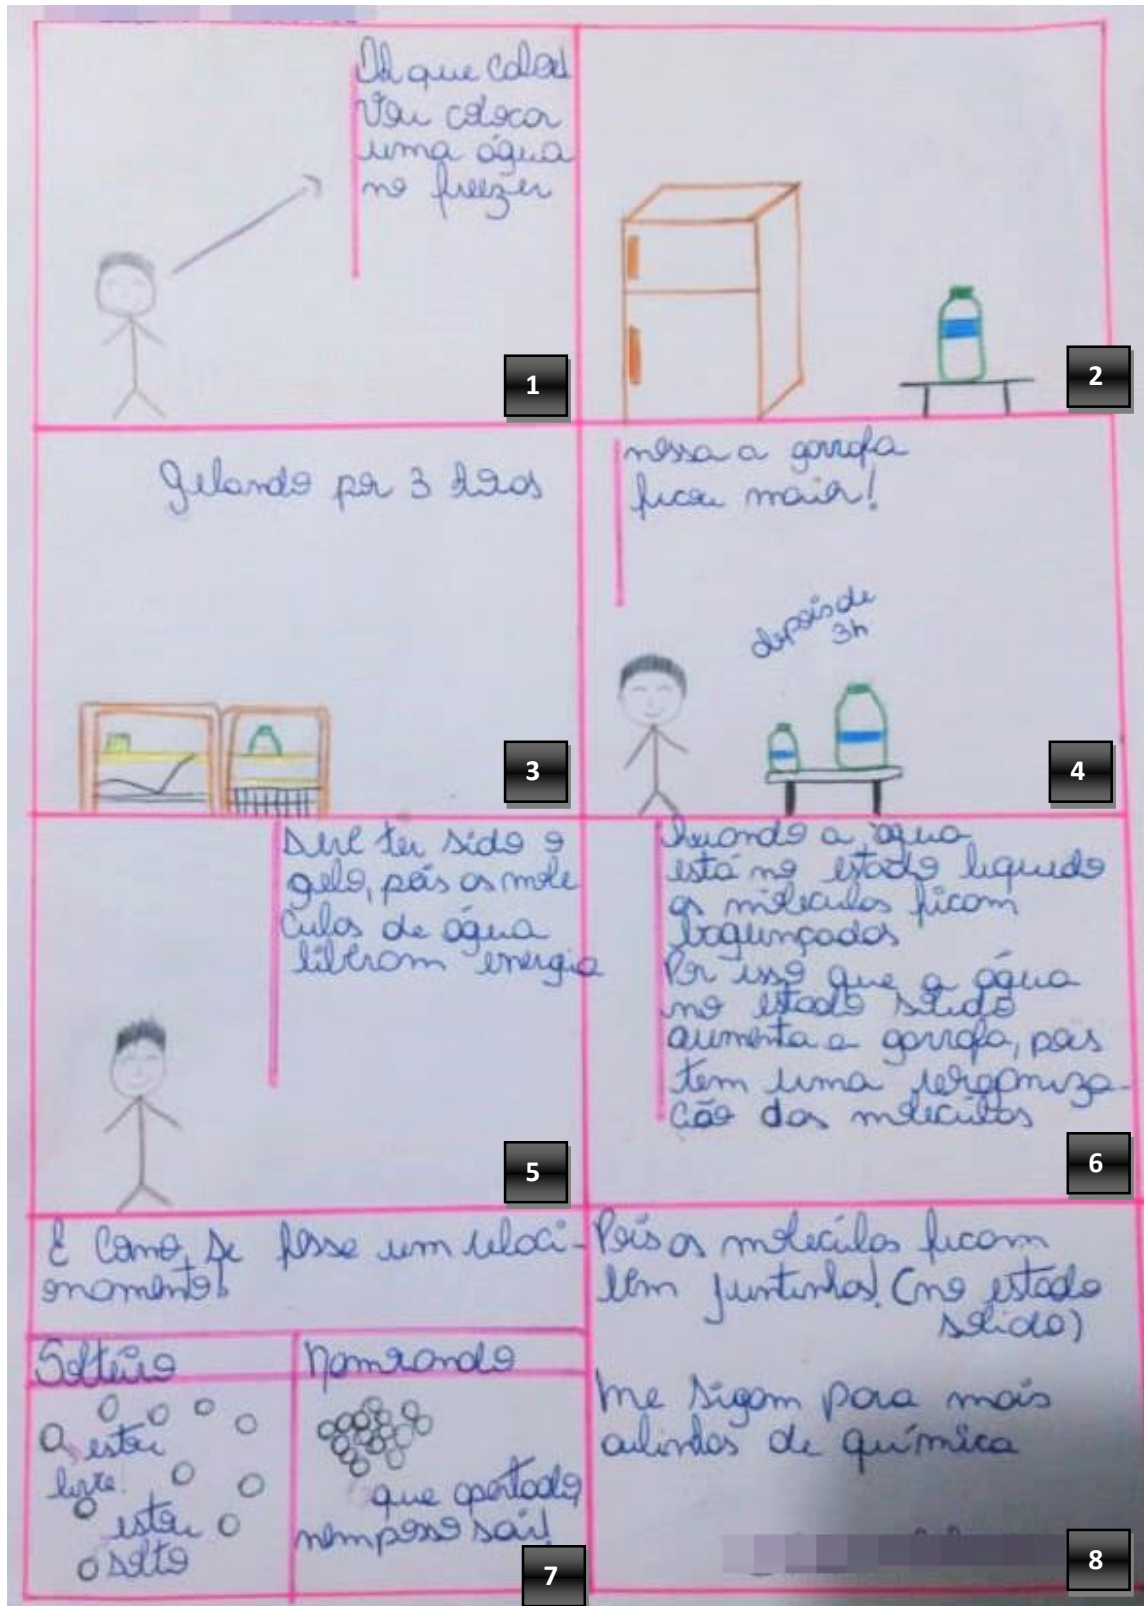 Oh que calor!
Vou colocar
uma água
no freezer
1
2
Gelando por 3 horas
3
nossa a garrafa
ficou maior!
depois de
3h
4
Deve ter sido o
gelo, pois as molé
culas de água
liberam energia
5
Quando a água
está no estado liquido
as moléculas ficam
bagunçadas
Por isso que a água
no estado sólido
aumenta a garrafa, pois
tem uma reorganiza-
ção das moléculas
6
É como se fosse um relaci-
onamento!
Solteiro
Namorando
estou
livre!
estou
solto
que apertado,
nem posso sair!
7
Pois as moléculas ficam
bem juntinhas! (no estado
sólido)
me sigam para mais
aulinhas de química
8